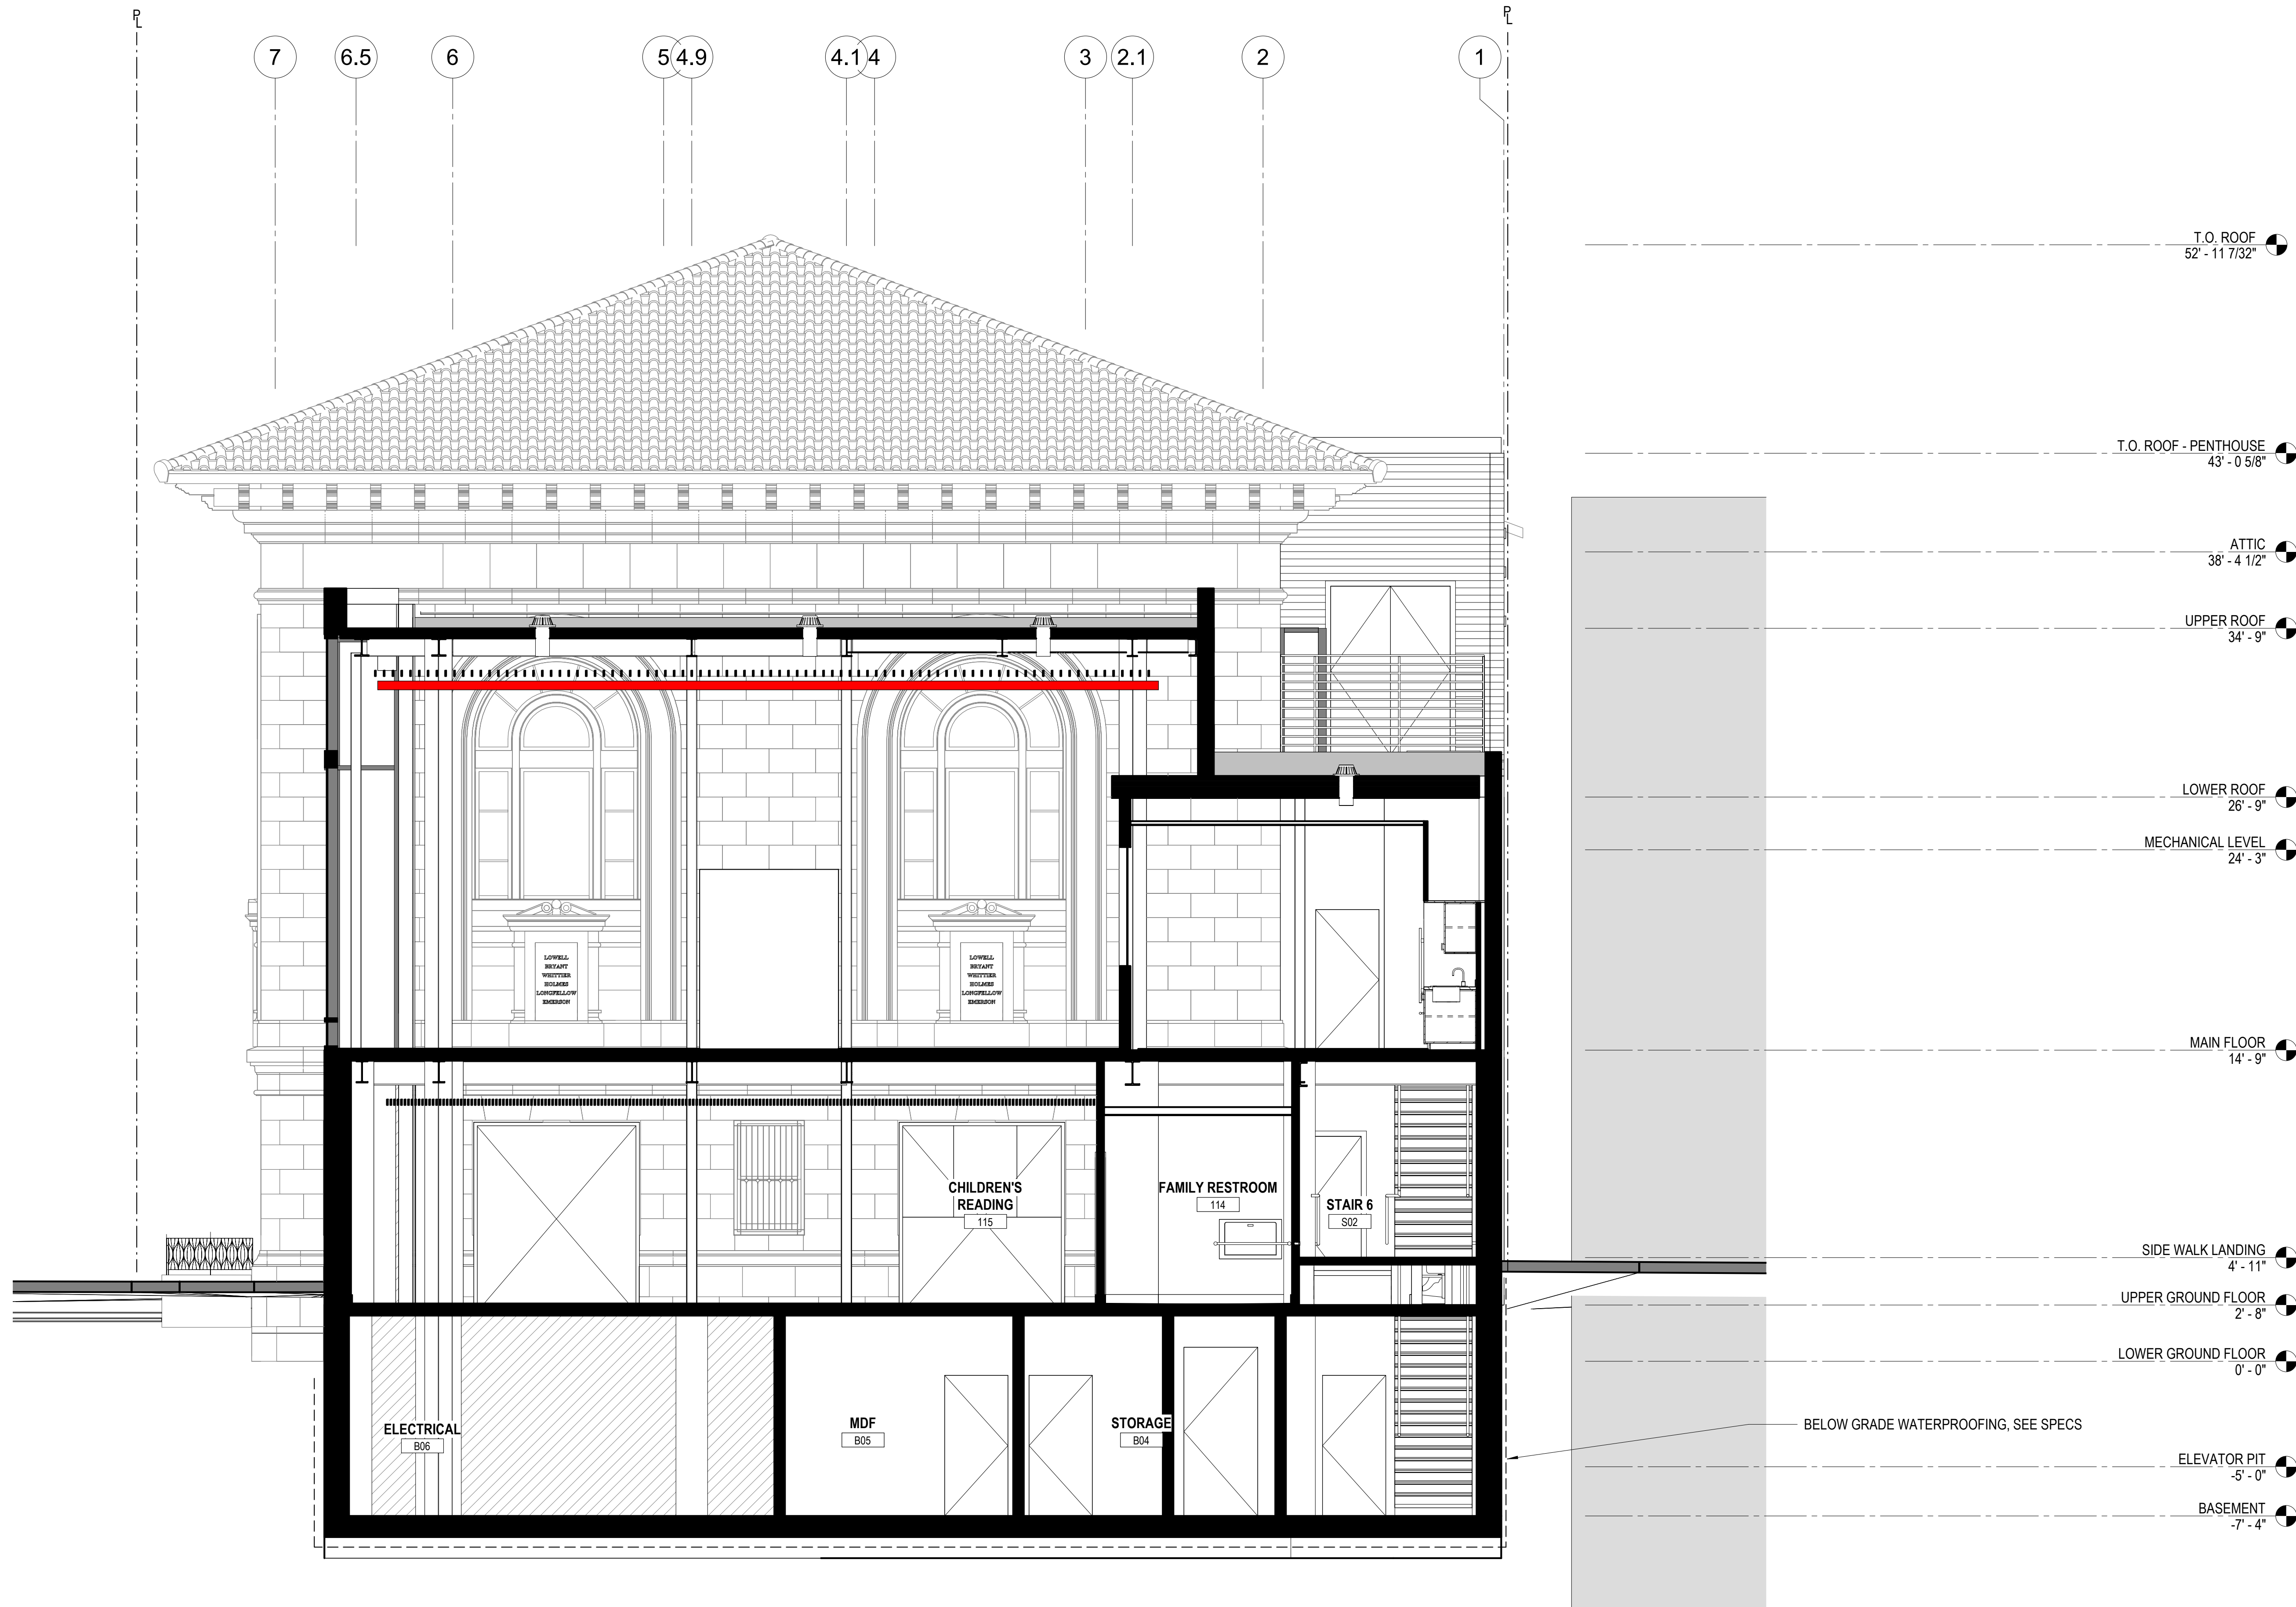 PL
PL
7
6.5
6
5
4.9
4.1
4
3
2.1
2
1
T.O. ROOF
52' - 11 7/32"
T.O. ROOF - PENTHOUSE
43' - 0 5/8"
ATTIC
38' - 4 1/2"
UPPER ROOF
34' - 9"
LOWER ROOF
26' - 9"
MECHANICAL LEVEL
24' - 3"
LOWELL
BRYANT
WHITTIER
HOLMES
LONGFELLOW
EMERSON
LOWELL
BRYANT
WHITTIER
HOLMES
LONGFELLOW
EMERSON
MAIN FLOOR
14' - 9"
CHILDREN'S
READING
115
FAMILY RESTROOM
114
STAIR 6
S02
SIDE WALK LANDING
4' - 11"
UPPER GROUND FLOOR
2' - 8"
LOWER GROUND FLOOR
0' - 0"
ELECTRICAL
B06
MDF
B05
STORAGE
B04
BELOW GRADE WATERPROOFING, SEE SPECS
ELEVATOR PIT
-5' - 0"
BASEMENT
-7' - 4"